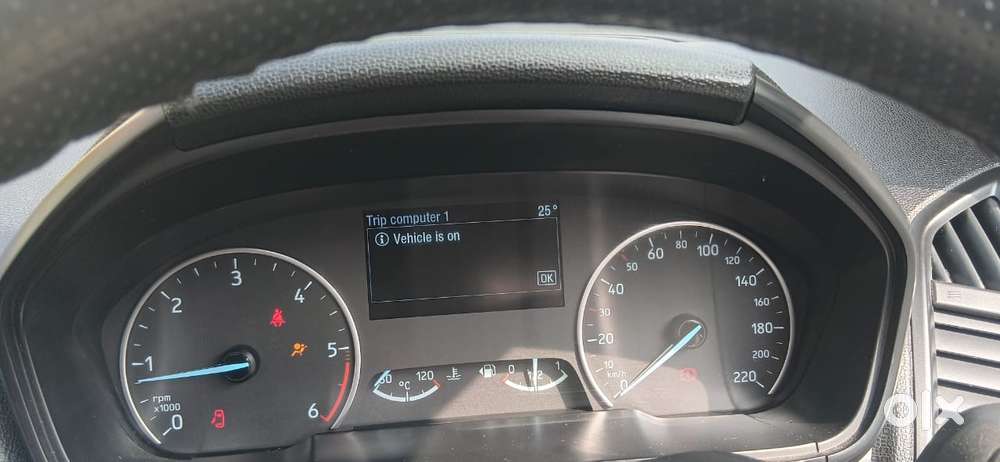 Trip computer 1 25°
Vehicle is on
OK
0 1 2 3 4 5 6
rpm
x1000
50 120
°C
0 1/2 1
0 10 20 30 40 50 60 80 100 120 140 160 180 200 220
km/h
olx